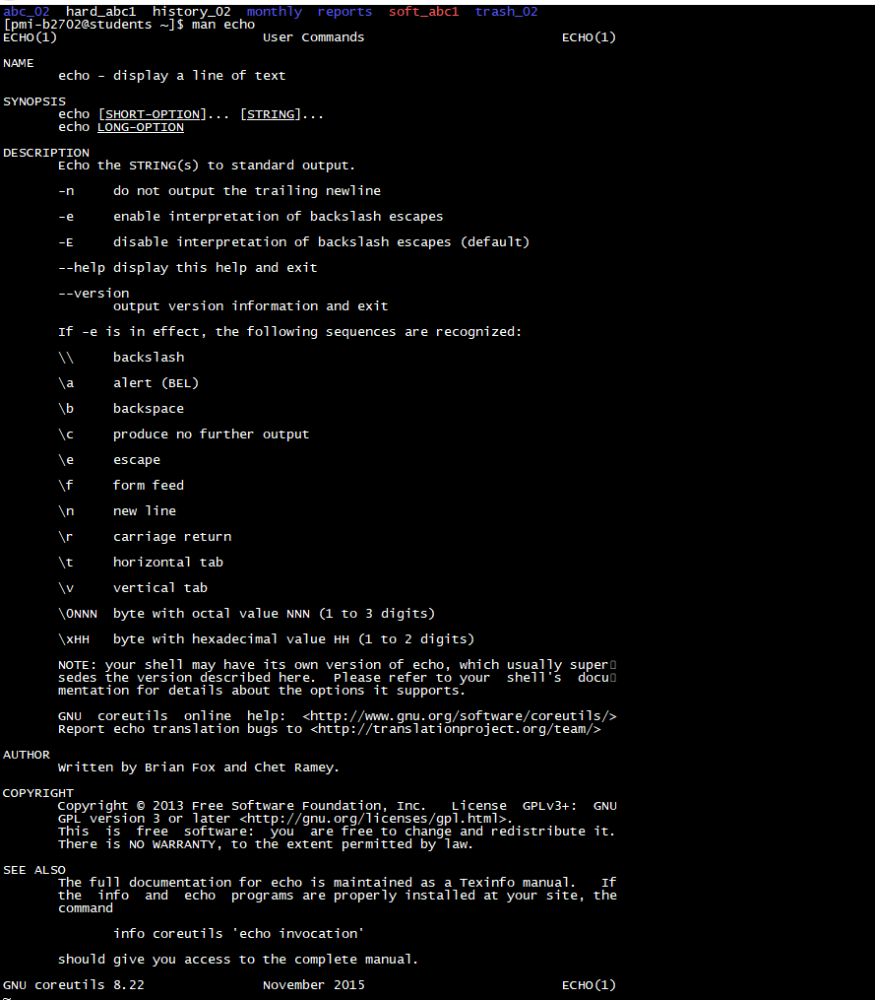 abc_02  hard_abc1  history_02  monthly  reports  soft_abc1  trash_02
[pmi-b2702@students ~]$ man echo
ECHO(1)                          User Commands                         ECHO(1)
NAME
       echo - display a line of text
SYNOPSIS
       echo [SHORT-OPTION]... [STRING]...
       echo LONG-OPTION
DESCRIPTION
       Echo the STRING(s) to standard output.
       -n     do not output the trailing newline
       -e     enable interpretation of backslash escapes
       -E     disable interpretation of backslash escapes (default)
       --help display this help and exit
       --version
              output version information and exit
       If -e is in effect, the following sequences are recognized:
       \\     backslash
       \a     alert (BEL)
       \b     backspace
       \c     produce no further output
       \e     escape
       \f     form feed
       \n     new line
       \r     carriage return
       \t     horizontal tab
       \v     vertical tab
       \0NNN  byte with octal value NNN (1 to 3 digits)
       \xHH   byte with hexadecimal value HH (1 to 2 digits)
       NOTE: your shell may have its own version of echo, which usually super▯
       sedes the version described here.  Please refer to your  shell's  docu▯
       mentation for details about the options it supports.
       GNU  coreutils  online  help:  <http://www.gnu.org/software/coreutils/>
       Report echo translation bugs to <http://translationproject.org/team/>
AUTHOR
       Written by Brian Fox and Chet Ramey.
COPYRIGHT
       Copyright © 2013 Free Software Foundation, Inc.   License  GPLv3+:  GNU
       GPL version 3 or later <http://gnu.org/licenses/gpl.html>.
       This  is  free  software:  you  are free to change and redistribute it.
       There is NO WARRANTY, to the extent permitted by law.
SEE ALSO
       The full documentation for echo is maintained as a Texinfo manual.   If
       the  info  and  echo  programs are properly installed at your site, the
       command
              info coreutils 'echo invocation'
       should give you access to the complete manual.
GNU coreutils 8.22               November 2015                         ECHO(1)
~